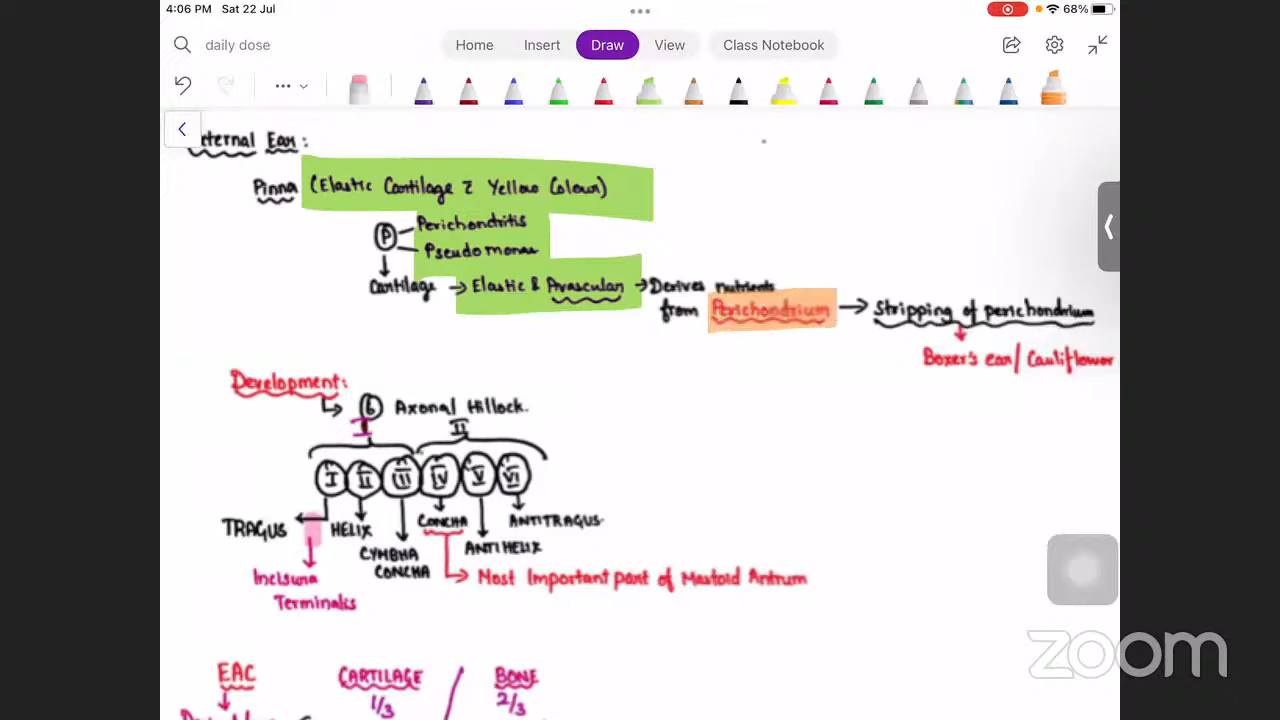 4:06 PM Sat 22 Jul
68%
daily dose
Home Insert Draw View Class Notebook
External Ear:
Pinna (Elastic Cartilage c̄ Yellow Colour)
P
Perichondritis
Pseudomonas
Cartilage → Elastic & Avascular → Derives nutrients
from Perichondrium → Stripping of perichondrium
Boxer's ear/Cauliflower
Development:
6 Axonal Hillock.
I II
I II III IV V VI
TRAGUS HELIX CONCHA ANTITRAGUS
CYMBHA CONCHA
ANTIHELIX
Incisura
Terminales
Most Important part of Mastoid Antrum
EAC CARTILAGE / BONE
1/3 2/3
zoom